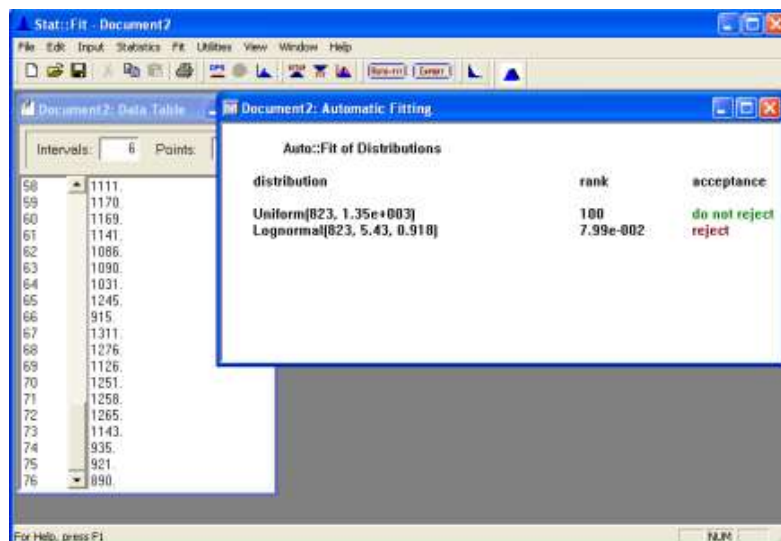 Stat::Fit - Document2
File Edit Input Statistics Fit Utilities View Window Help
Document2: Data Table
Intervals: 6 Points:
58 1111.
59 1170.
60 1169.
61 1141.
62 1086.
63 1090.
64 1031.
65 1245.
66 915.
67 1311.
68 1276.
69 1126.
70 1251.
71 1258.
72 1265.
73 1143.
74 935.
75 921.
76 890.
Document2: Automatic Fitting
Auto::Fit of Distributions
distribution rank acceptance
Uniform(823, 1.35e+003) 100 do not reject
Lognormal(823, 5.43, 0.918) 7.99e-002 reject
For Help, press F1
NUM